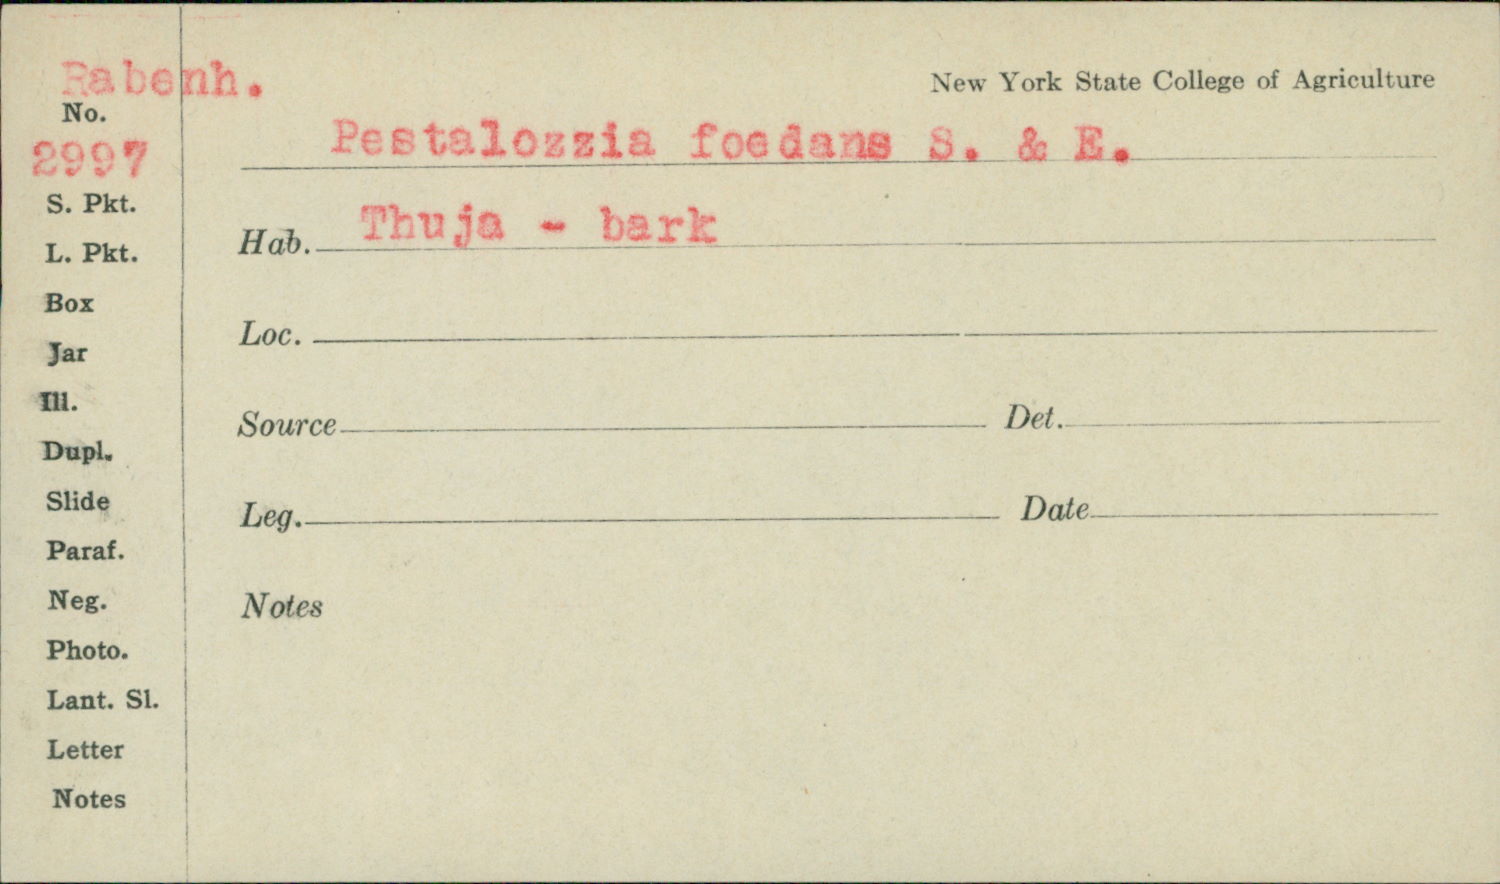 Rabenh.
No.
2997
S. Pkt.
L. Pkt.
Box
Jar
Ill.
Dupl.
Slide
Paraf.
Neg.
Photo.
Lant. Sl.
Letter
Notes
New York State College of Agriculture
Pestalozzia foedans S. & E.
Hab. Thuja - bark
Loc.
Source Det.
Leg. Date
Notes